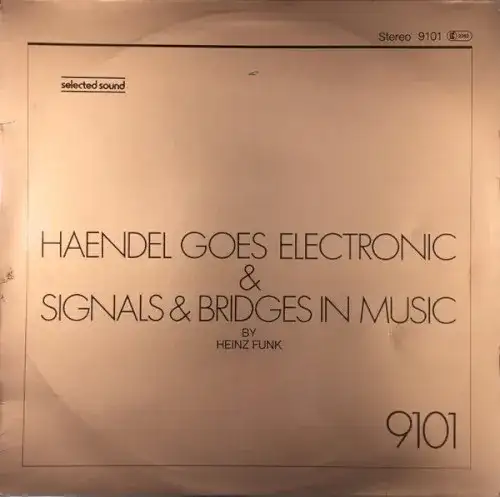 Stereo 9101
selected sound
HAENDEL GOES ELECTRONIC
&
SIGNALS & BRIDGES IN MUSIC
BY
HEINZ FUNK
9101